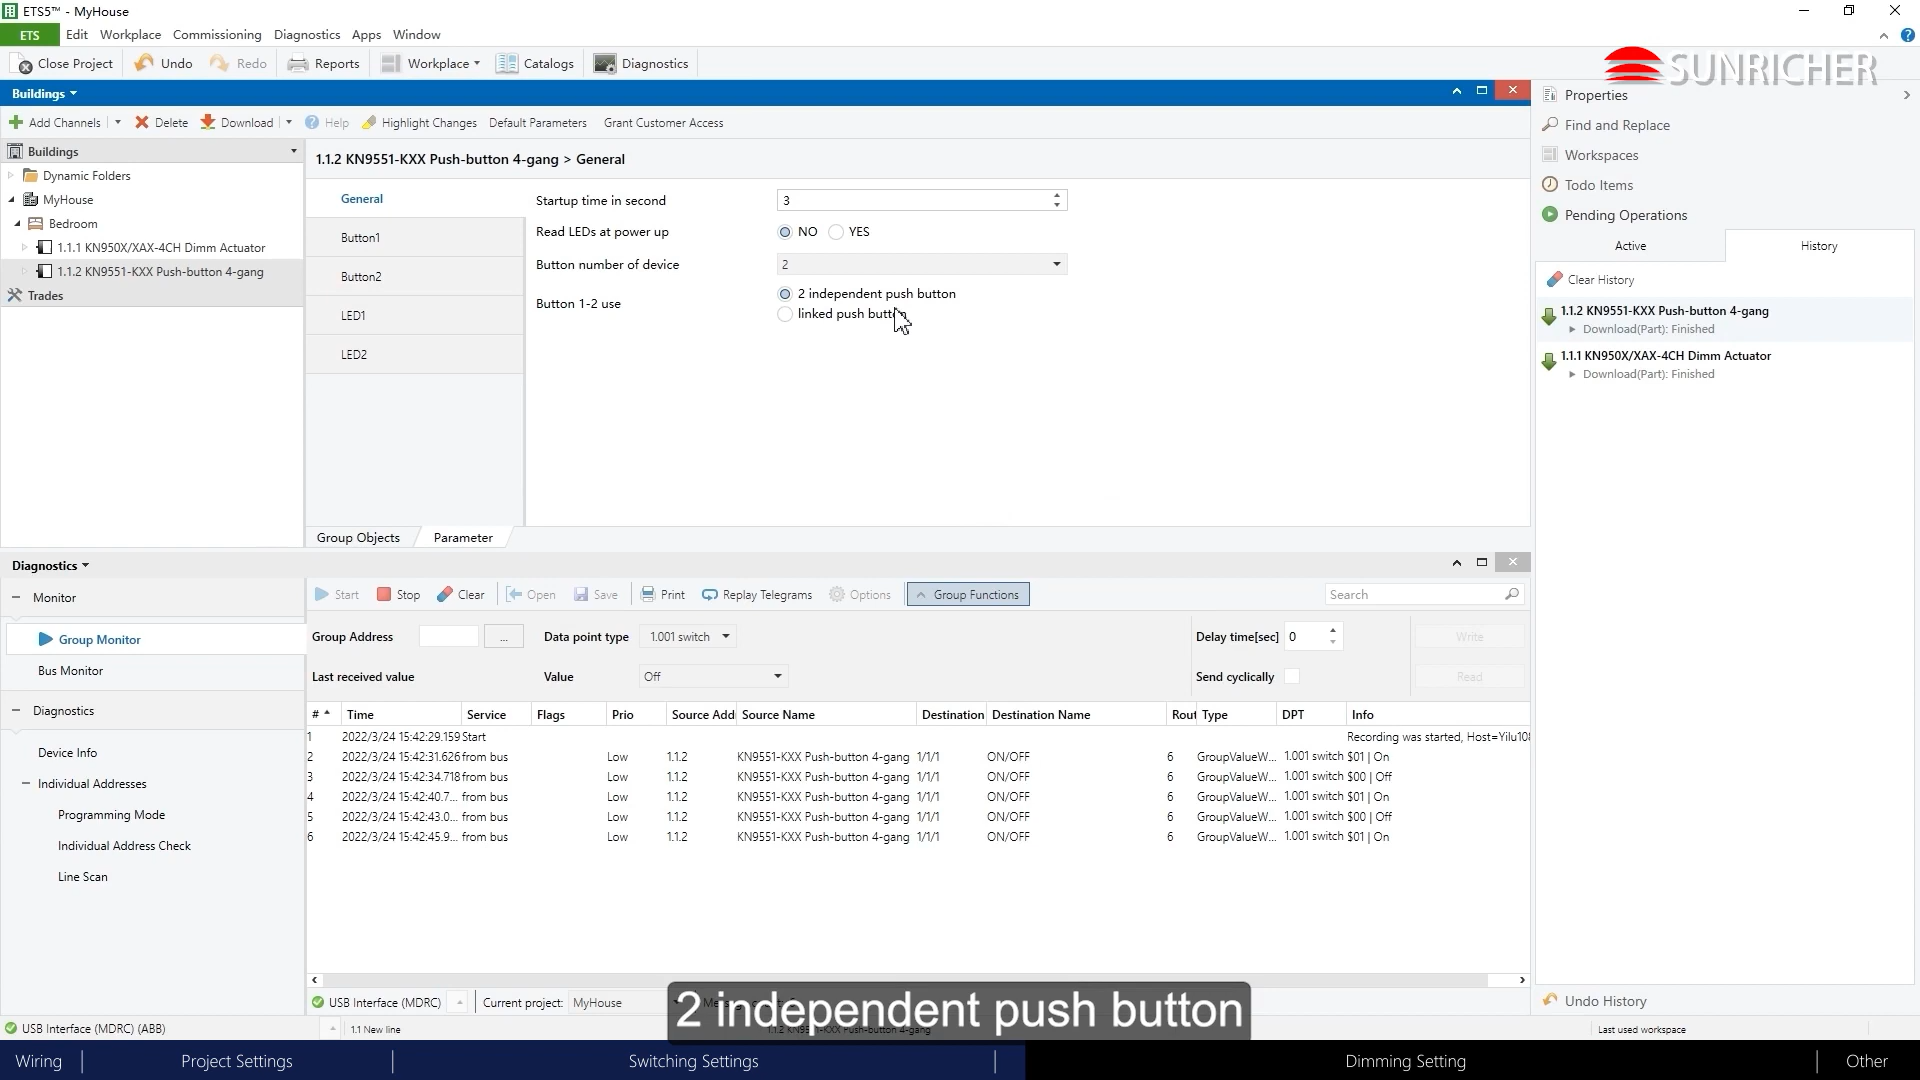 ETS5™ - MyHouse
ETS Edit Workplace Commissioning Diagnostics Apps Window
Close Project Undo Redo Reports Workplace Catalogs Diagnostics
SUNRICHER
Buildings
Add Channels Delete Download Help Highlight Changes Default Parameters Grant Customer Access
Buildings
Dynamic Folders
MyHouse
Bedroom
1.1.1 KN950X/XAX-4CH Dimm Actuator
1.1.2 KN9551-KXX Push-button 4-gang
Trades
1.1.2 KN9551-KXX Push-button 4-gang > General
General
Button1
Button2
LED1
LED2
Startup time in second 3
Read LEDs at power up NO YES
Button number of device 2
Button 1-2 use
2 independent push button
linked push button
Group Objects Parameter
Properties
Find and Replace
Workspaces
Todo Items
Pending Operations
Active History
Clear History
1.1.2 KN9551-KXX Push-button 4-gang
Download(Part): Finished
1.1.1 KN950X/XAX-4CH Dimm Actuator
Download(Part): Finished
Undo History
Diagnostics
Monitor
Group Monitor
Bus Monitor
Diagnostics
Device Info
Individual Addresses
Programming Mode
Individual Address Check
Line Scan
Start Stop Clear Open Save Print Replay Telegrams Options Group Functions Search
Group Address ... Data point type 1.001 switch Delay time[sec] 0 Write
Last received value Value Off Send cyclically Read
# Time Service Flags Prio Source Add Source Name Destination Destination Name Rout Type DPT Info
1 2022/3/24 15:42:29.159 Start Recording was started, Host=Yilu108
2 2022/3/24 15:42:31.626 from bus Low 1.1.2 KN9551-KXX Push-button 4-gang 1/1/1 ON/OFF 6 GroupValueW... 1.001 switch $01 | On
3 2022/3/24 15:42:34.718 from bus Low 1.1.2 KN9551-KXX Push-button 4-gang 1/1/1 ON/OFF 6 GroupValueW... 1.001 switch $00 | Off
4 2022/3/24 15:42:40.7... from bus Low 1.1.2 KN9551-KXX Push-button 4-gang 1/1/1 ON/OFF 6 GroupValueW... 1.001 switch $01 | On
5 2022/3/24 15:42:43.0... from bus Low 1.1.2 KN9551-KXX Push-button 4-gang 1/1/1 ON/OFF 6 GroupValueW... 1.001 switch $00 | Off
6 2022/3/24 15:42:45.9... from bus Low 1.1.2 KN9551-KXX Push-button 4-gang 1/1/1 ON/OFF 6 GroupValueW... 1.001 switch $01 | On
USB Interface (MDRC) Current project: MyHouse
2 independent push button
USB Interface (MDRC) (ABB) 1.1 New line 1.1.2 KN9551-KXX Push-button 4-gang Last used workspace
Wiring Project Settings Switching Settings Dimming Setting Other